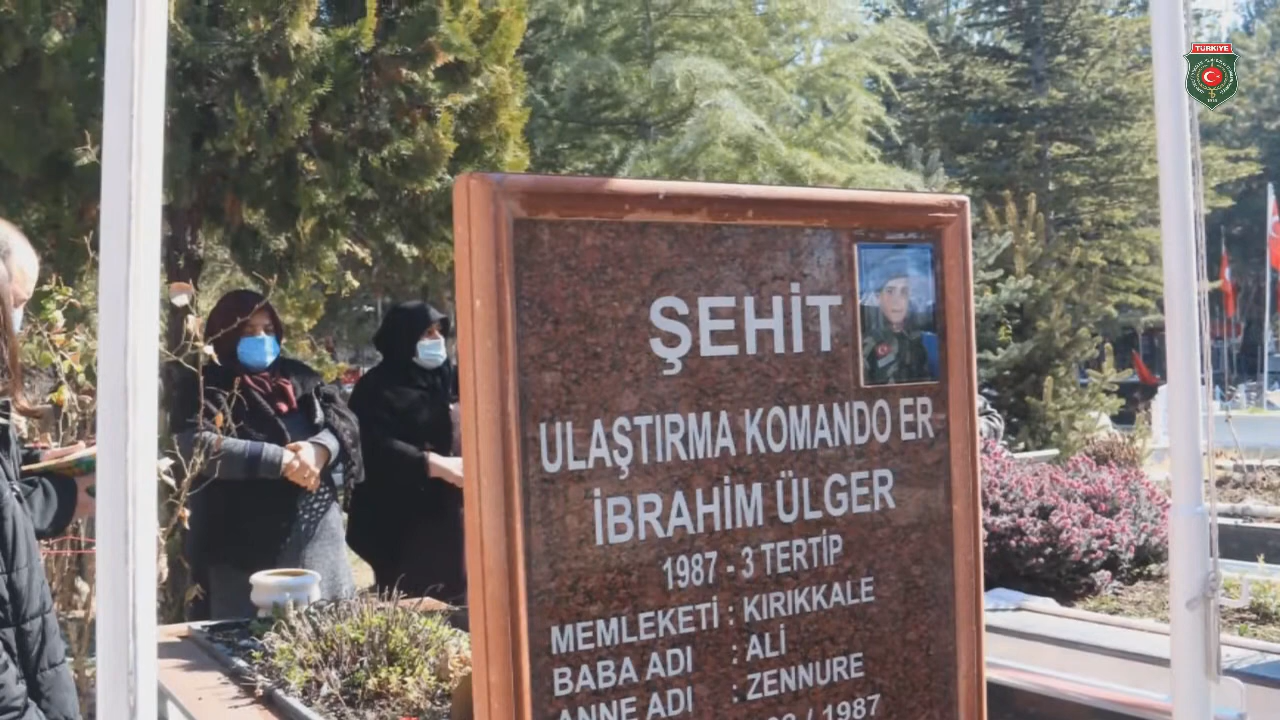 TÜRKİYE
ŞEHİT
ULAŞTIRMA KOMANDO ER
İBRAHİM ÜLGER
1987 - 3 TERTİP
MEMLEKETİ : KIRIKKALE
BABA ADI : ALİ
ANNE ADI : ZENNURE
/ 1987